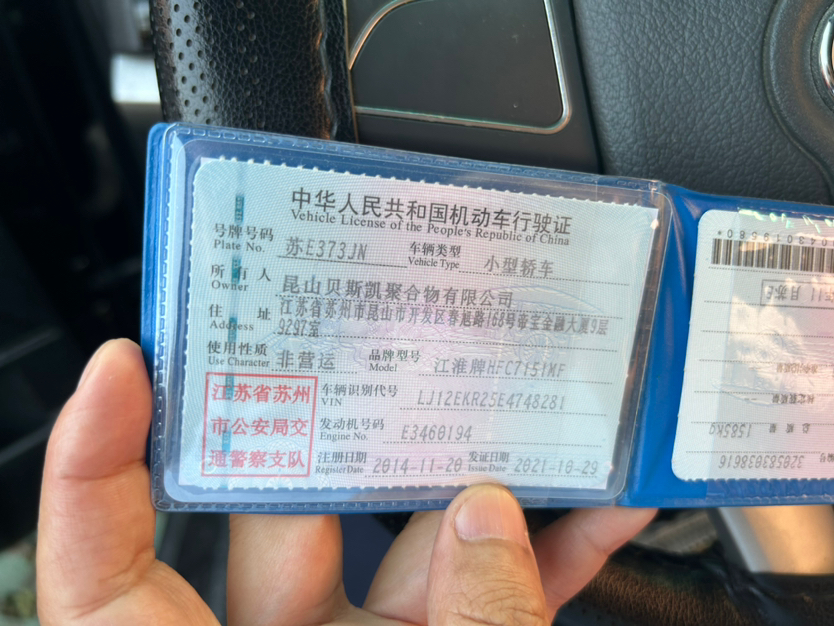 中华人民共和国机动车行驶证
Vehicle License of the People's Republic of China
号牌号码 Plate No. 苏E373JN 车辆类型 Vehicle Type 小型轿车
所有人 Owner 昆山贝斯凯聚合物有限公司
住址 Address 江苏省苏州市昆山市开发区春旭路168号帝宝金融大厦9层
9297室
使用性质 Use Character 非营运 品牌型号 Model 江淮牌HFC7151MF
江苏省苏州
市公安局交
通警察支队
车辆识别代号 VIN LJ12EKR25E4748281
发动机号码 Engine No. E3460194
注册日期 Register Date 2014-11-20 发证日期 Issue Date 2021-10-29
1585kg
3205830308616